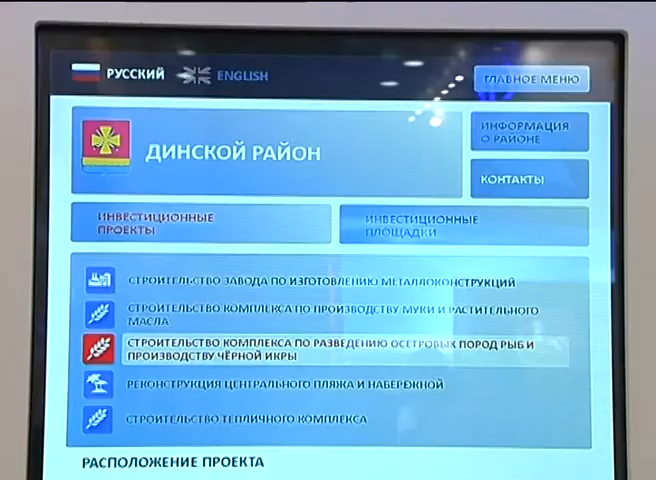 РУССКИЙ
ENGLISH
ГЛАВНОЕ МЕНЮ
ДИНСКОЙ РАЙОН
ИНФОРМАЦИЯ
О РАЙОНЕ
КОНТАКТЫ
ИНВЕСТИЦИОННЫЕ
ПРОЕКТЫ
ИНВЕСТИЦИОННЫЕ
ПЛОЩАДКИ
СТРОИТЕЛЬСТВО ЗАВОДА ПО ИЗГОТОВЛЕНИЮ МЕТАЛЛОКОНСТРУКЦИЙ
СТРОИТЕЛЬСТВО КОМПЛЕКСА ПО ПРОИЗВОДСТВУ МУКИ И РАСТИТЕЛЬНОГО
МАСЛА
СТРОИТЕЛЬСТВО КОМПЛЕКСА ПО РАЗВЕДЕНИЮ ОСЕТРОВЫХ ПОРОД РЫБ И
ПРОИЗВОДСТВУ ЧЁРНОЙ ИКРЫ
РЕКОНСТРУКЦИЯ ЦЕНТРАЛЬНОГО ПЛЯЖА И НАБЕРЕЖНОЙ
СТРОИТЕЛЬСТВО ТЕПЛИЧНОГО КОМПЛЕКСА
РАСПОЛОЖЕНИЕ ПРОЕКТА